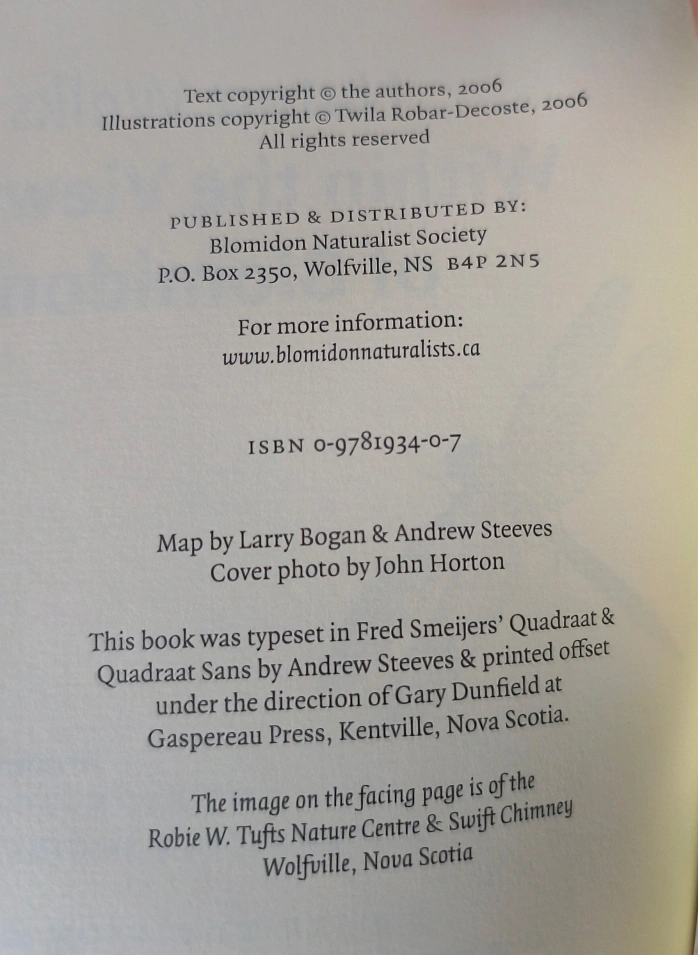 Text copyright © the authors, 2006
Illustrations copyright © Twila Robar-Decoste, 2006
All rights reserved
PUBLISHED & DISTRIBUTED BY:
Blomidon Naturalist Society
P.O. Box 2350, Wolfville, NS B4P 2N5
For more information:
www.blomidonnaturalists.ca
ISBN 0-9781934-0-7
Map by Larry Bogan & Andrew Steeves
Cover photo by John Horton
This book was typeset in Fred Smeijers’ Quadraat &
Quadraat Sans by Andrew Steeves & printed offset
under the direction of Gary Dunfield at
Gaspereau Press, Kentville, Nova Scotia.
The image on the facing page is of the
Robie W. Tufts Nature Centre & Swift Chimney
Wolfville, Nova Scotia